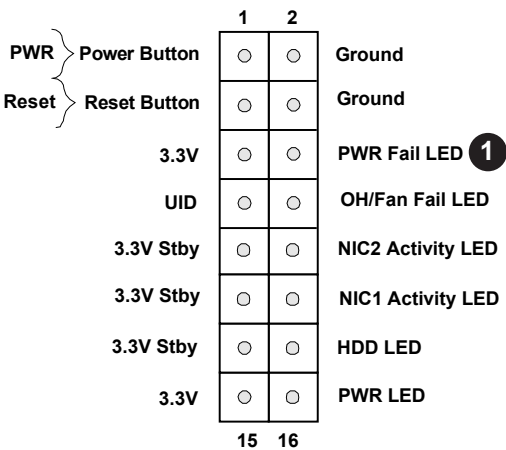 1 2
PWR Power Button Ground
Reset Reset Button Ground
3.3V PWR Fail LED 1
UID OH/Fan Fail LED
3.3V Stby NIC2 Activity LED
3.3V Stby NIC1 Activity LED
3.3V Stby HDD LED
3.3V PWR LED
15 16